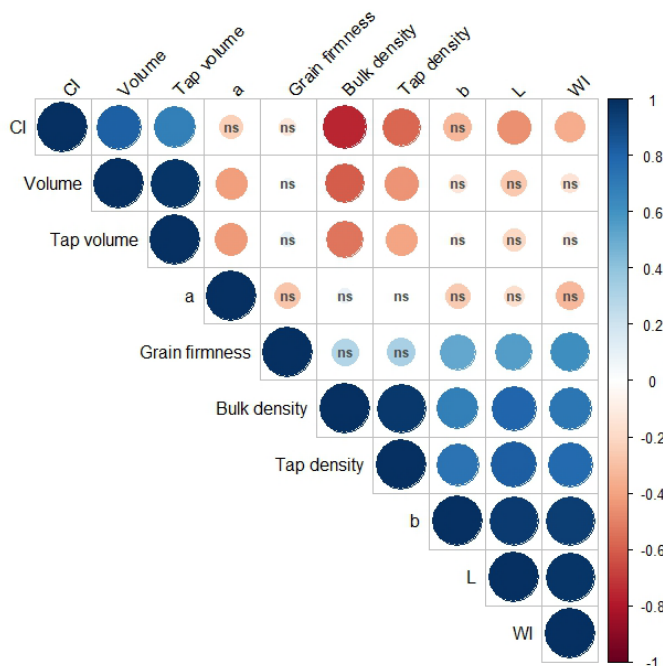 CI Volume Tap volume a Grain firmness Bulk density Tap density b L WI
CI ns ns ns 1
Volume ns ns ns ns 0.8
Tap volume ns ns ns ns 0.6
a ns ns ns ns ns ns 0.4
Grain firmness ns ns 0.2
Bulk density 0
Tap density -0.2
b -0.4
L -0.6
WI -0.8
-1